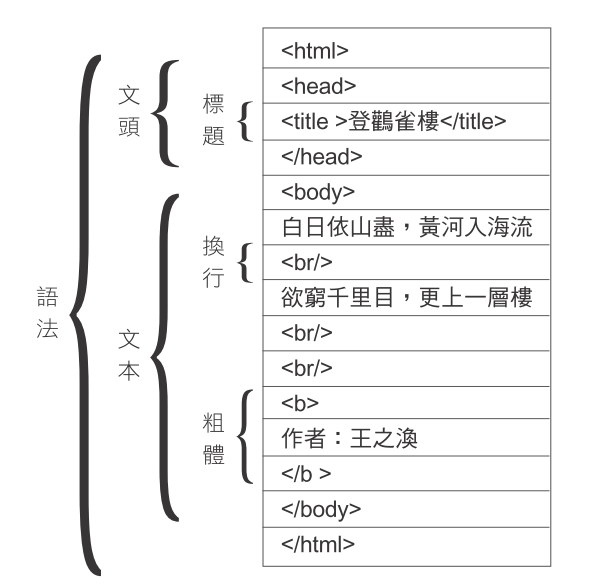 語法
文頭
文本
標題
換行
粗體
<html>
<head>
<title >登鸛雀樓</title>
</head>
<body>
白日依山盡，黃河入海流
<br/>
欲窮千里目，更上一層樓
<br/>
<br/>
<b>
作者：王之渙
</b >
</body>
</html>